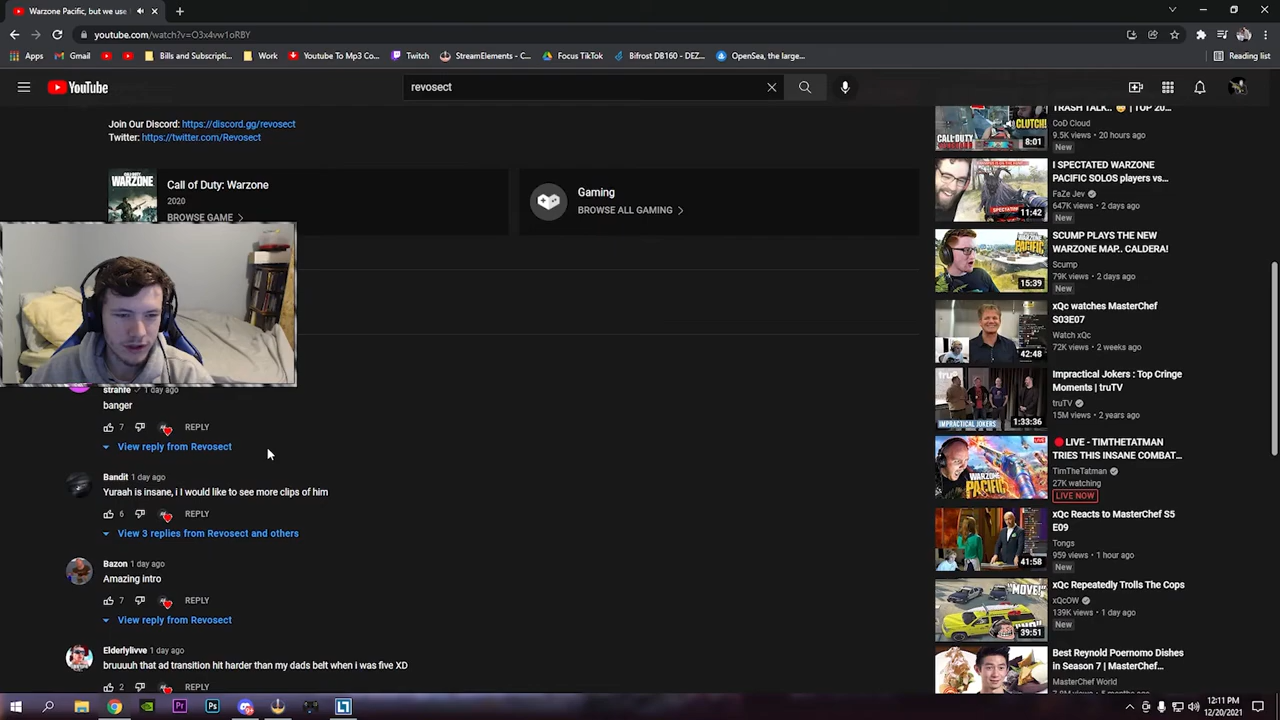 Warzone Pacific, but we use
youtube.com/watch?v=O3x4vw1oRBY
Apps
Gmail
Bills and Subscription...
Work
Youtube To Mp3 Co...
Twitch
StreamElements - C...
Focus TikTok
Bifrost DB160 - DEZ...
OpenSea, the large...
Reading list
YouTube
revosect
Join Our Discord: https://discord.gg/revosect
Twitter: https://twitter.com/Revosect
WARZONE
Call of Duty: Warzone
2020
BROWSE GAME
Gaming
BROWSE ALL GAMING
strahfe 1 day ago
banger
7
REPLY
View reply from Revosect
Bandit 1 day ago
Yuraah is insane, i I would like to see more clips of him
6
REPLY
View 3 replies from Revosect and others
Bazon 1 day ago
Amazing intro
7
REPLY
View reply from Revosect
Elderlylivve 1 day ago
bruuuuh that ad transition hit harder than my dads belt when i was five XD
2
REPLY
CALL OF DUTY
CLUTCH!
8:01
CoD Cloud
9.5K views • 20 hours ago
New
11:42
I SPECTATED WARZONE
PACIFIC SOLOS players vs...
FaZe Jev
647K views • 2 days ago
New
15:39
SCUMP PLAYS THE NEW
WARZONE MAP.. CALDERA!
Scump
79K views • 2 days ago
New
42:48
xQc watches MasterChef
S03E07
Watch xQc
72K views • 2 weeks ago
IMPRACTICAL JOKERS
1:33:36
Impractical Jokers : Top Cringe
Moments | truTV
truTV
15M views • 2 years ago
WARZONE
PACIFIC
LIVE - TIMTHETATMAN
TRIES THIS INSANE COMBAT...
TimTheTatman
27K watching
LIVE NOW
41:58
xQc Reacts to MasterChef S5
E09
Tongs
959 views • 1 hour ago
New
"MOVE!"
39:51
xQc Repeatedly Trolls The Cops
xQcOW
139K views • 1 day ago
New
Best Reynold Poernomo Dishes
in Season 7 | MasterChef...
MasterChef World
12:11 PM
12/20/2021